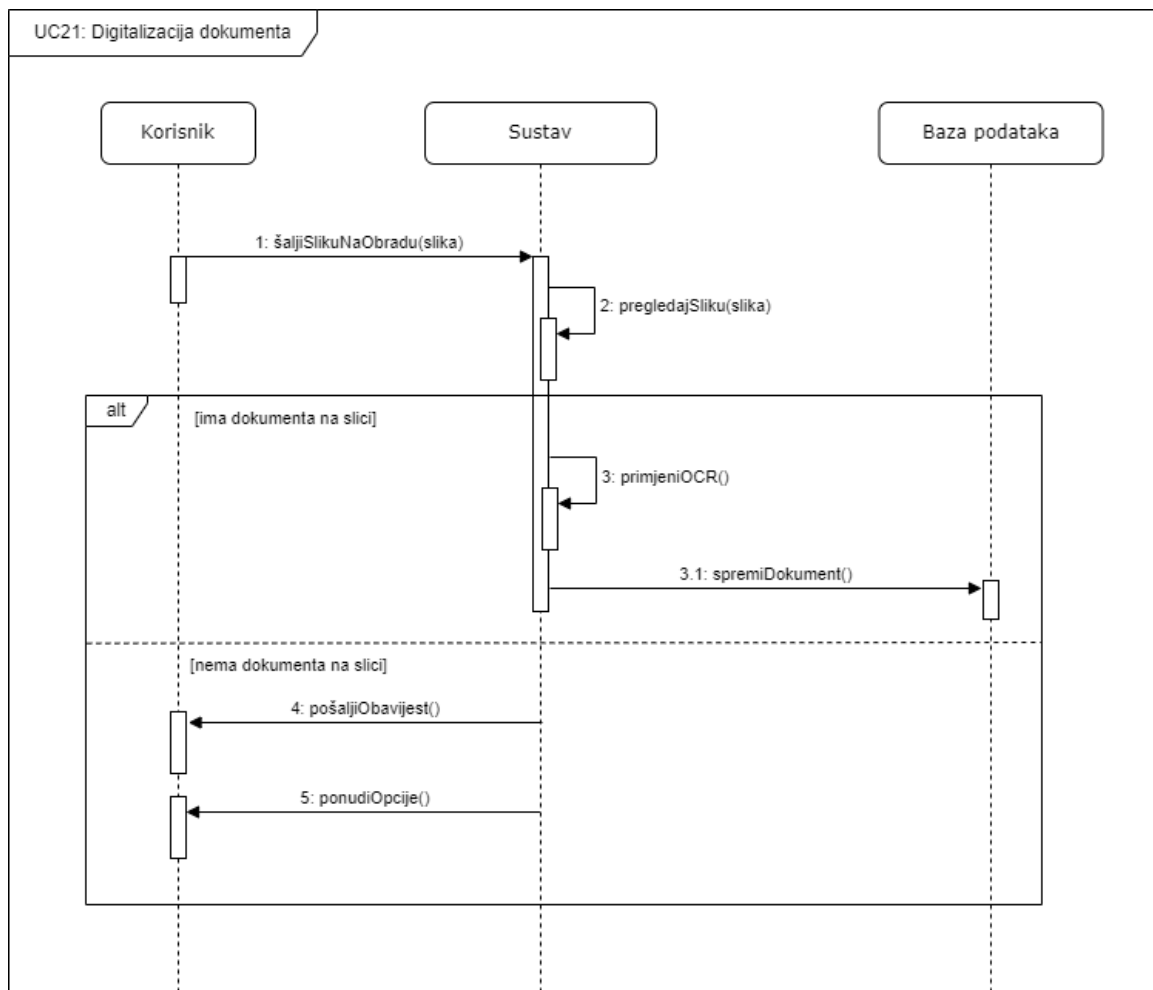 UC21: Digitalizacija dokumenta
Korisnik
Sustav
Baza podataka
1: šaljiSlikuNaObradu(slika)
2: pregledajSliku(slika)
alt
[ima dokumenta na slici]
3: primjeniOCR()
3.1: spremiDokument()
[nema dokumenta na slici]
4: pošaljiObavijest()
5: ponudiOpcije()